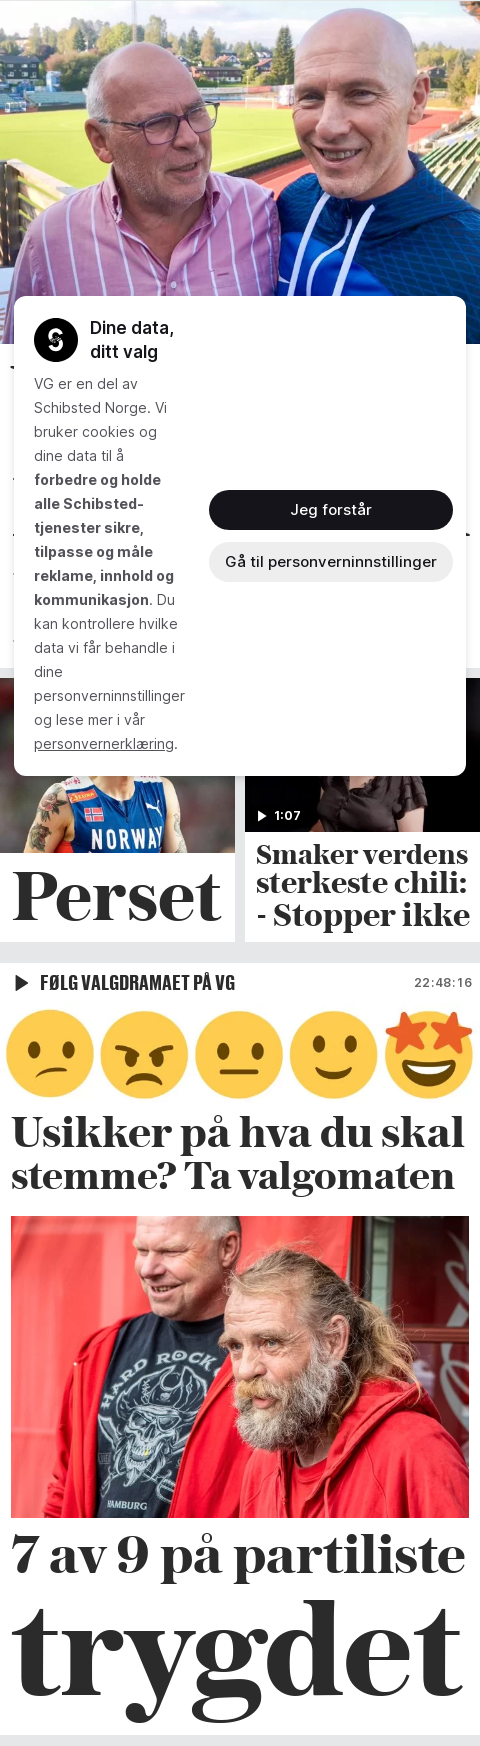 Dine data,
ditt valg
VG er en del av
Schibsted Norge. Vi
bruker cookies og
dine data til å
forbedre og holde
alle Schibsted-
tjenester sikre,
tilpasse og måle
reklame, innhold og
kommunikasjon. Du
kan kontrollere hvilke
data vi får behandle i
dine
personverninnstillinger
og lese mer i vår
personvernerklæring.
Jeg forstår
Gå til personverninnstillinger
NORWAY
Perset
1:07
Smaker verdens
sterkeste chili:
- Stopper ikke
FØLG VALGDRAMAET PÅ VG
22:48:16
Usikker på hva du skal
stemme? Ta valgomaten
HARD ROCK
HAMBURG
7 av 9 på partiliste
trygdet